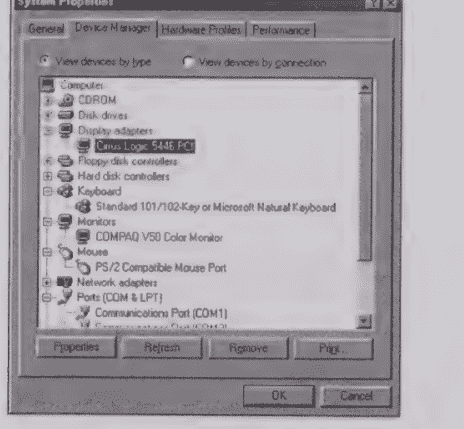 System Properties
General Device Manager Hardware Profiles Performance
View devices by type View devices by connection
Computer
CDROM
Disk drives
Display adapters
Cirrus Logic 5446 PCI
Floppy disk controllers
Hard disk controllers
Keyboard
Standard 101/102-Key or Microsoft Natural Keyboard
Monitors
COMPAQ V50 Color Monitor
Mouse
PS/2 Compatible Mouse Port
Network adapters
Ports (COM & LPT)
Communications Port (COM1)
Properties Refresh Remove Print...
OK Cancel